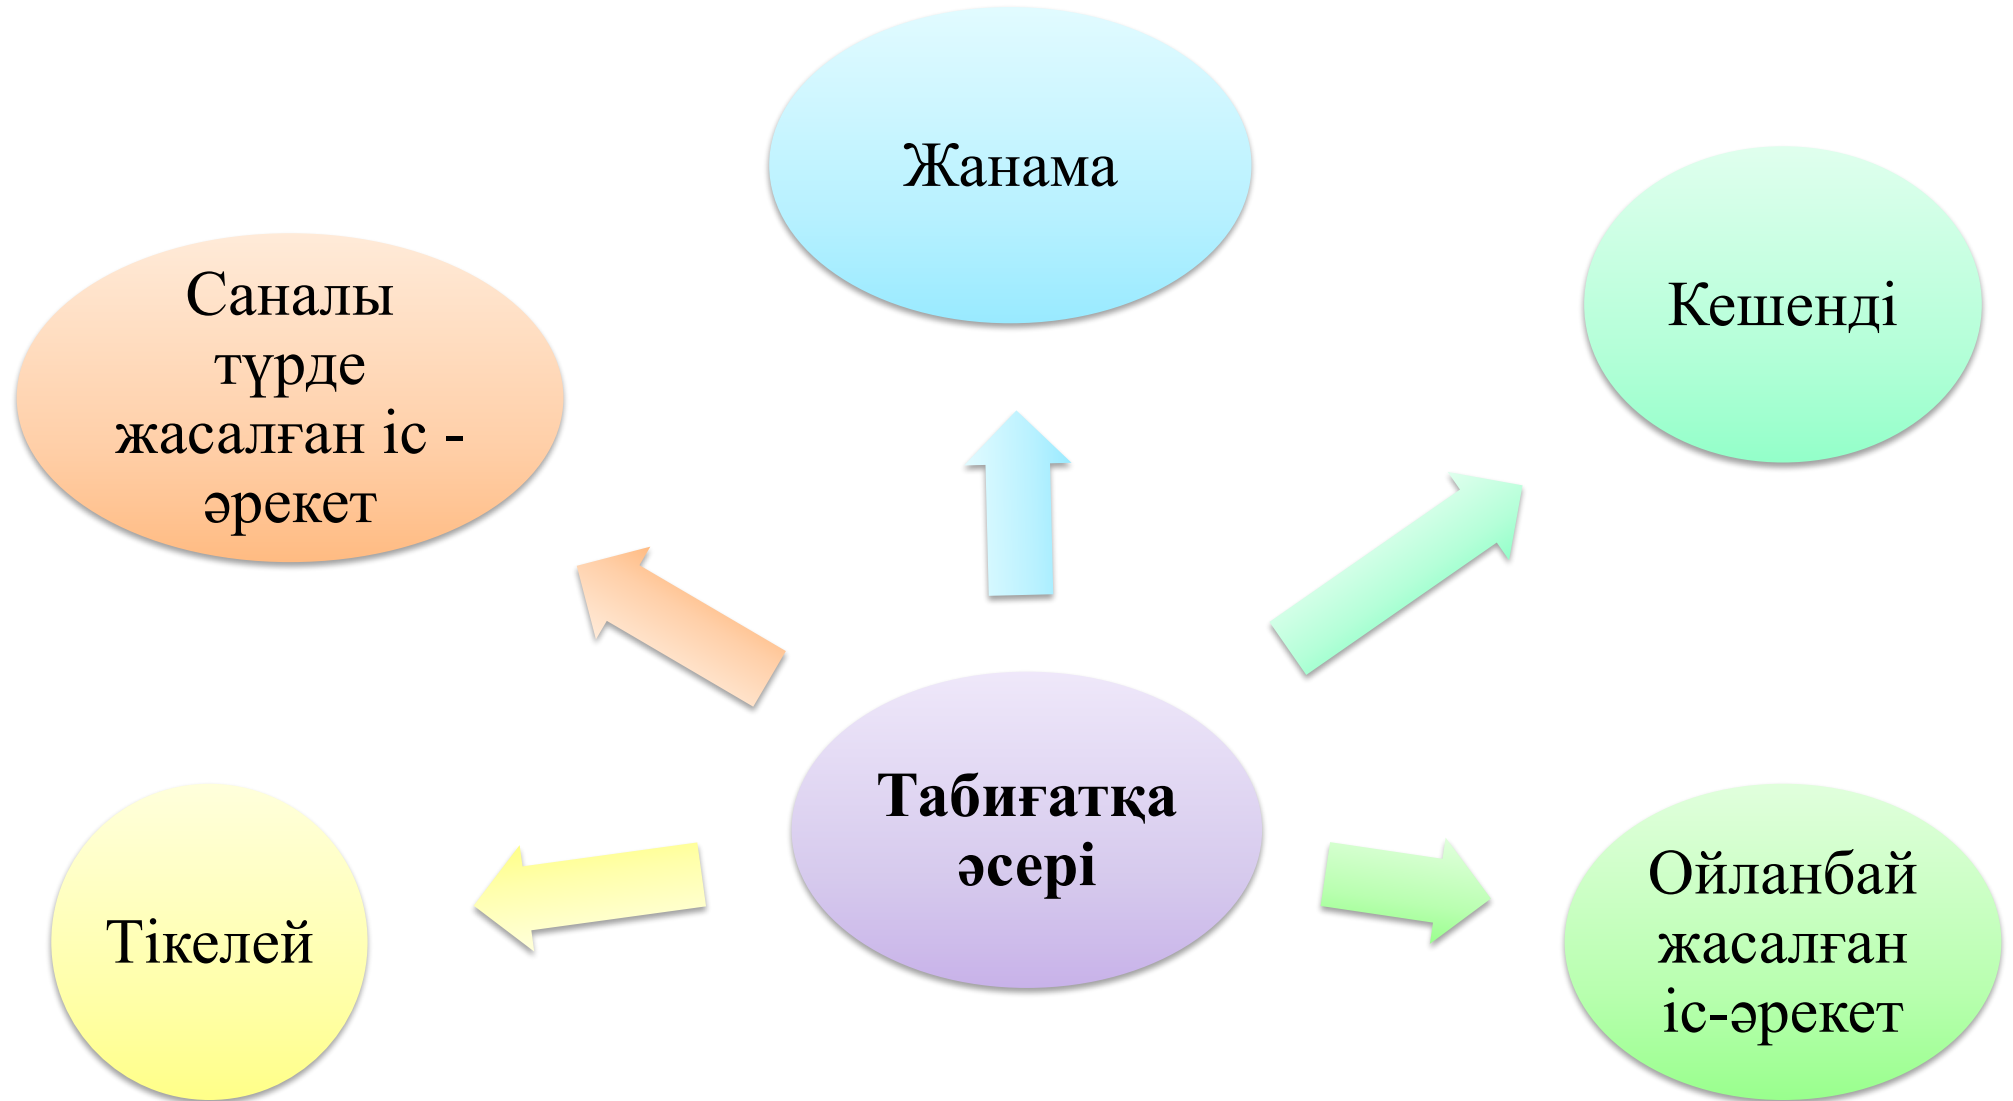 Жанама
Кешенді
Саналы
түрде
жасалған іс -
әрекет
Табиғатқа
әсері
Тікелей
Ойланбай
жасалған
іс-әрекет